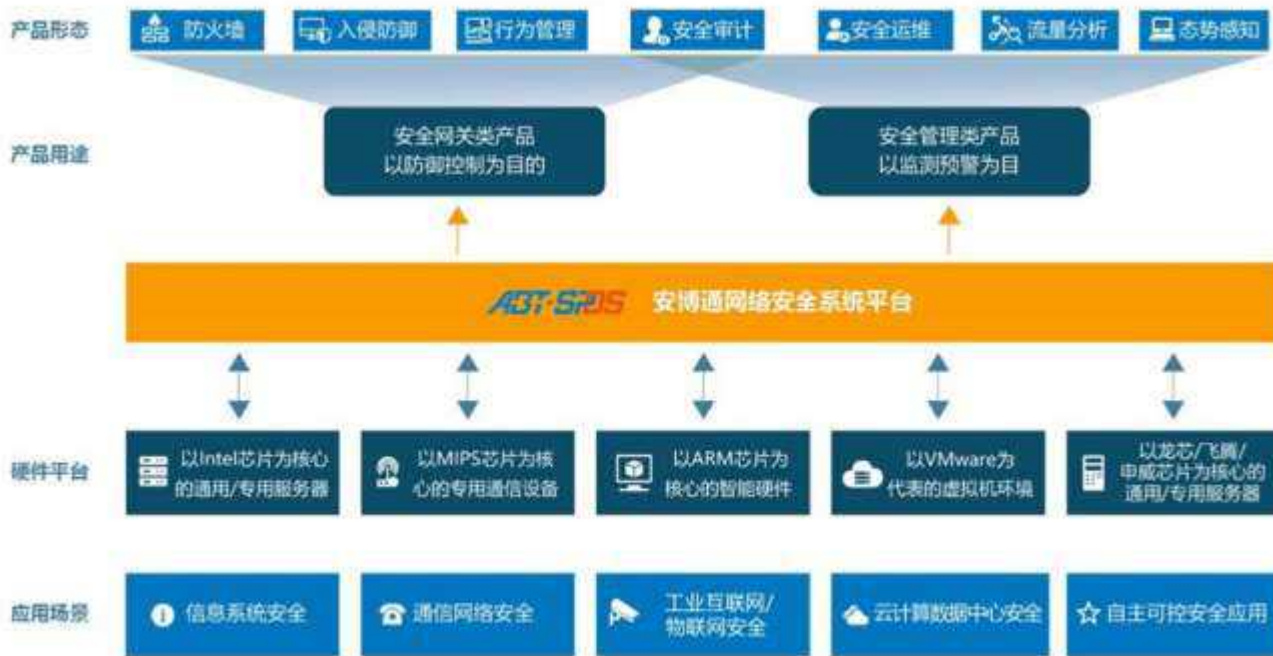 产品形态
防火墙
入侵防御
行为管理
安全审计
安全运维
流量分析
态势感知
产品用途
安全网关类产品
以防御控制为目的
安全管理类产品
以监测预警为目
ABT-SPOS 安博通网络安全系统平台
硬件平台
以Intel芯片为核心
的通用/专用服务器
以MIPS芯片为核
心的专用通信设备
以ARM芯片为
核心的智能硬件
以VMware为
代表的虚拟机环境
以龙芯/飞腾/
申威芯片为核心的
通用/专用服务器
应用场景
信息系统安全
通信网络安全
工业互联网/
物联网安全
云计算数据中心安全
自主可控安全应用